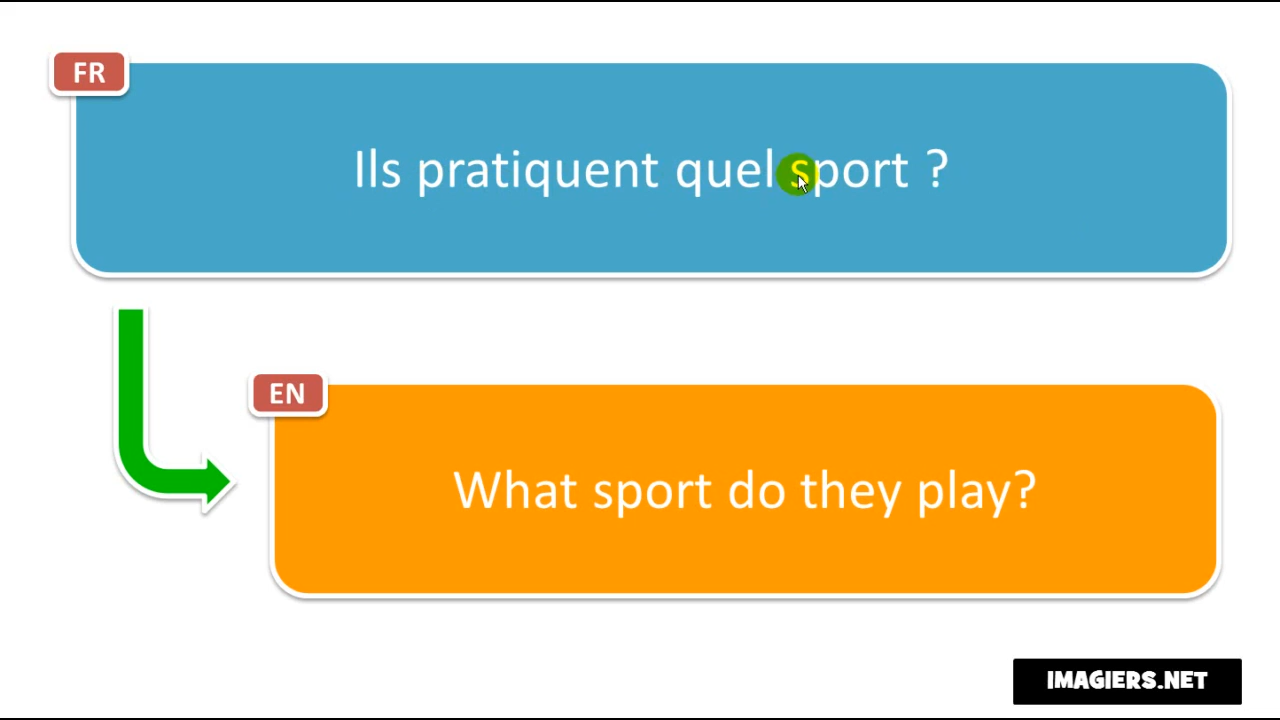 FR
Ils pratiquent quel sport ?
EN
What sport do they play?
IMAGIERS.NET